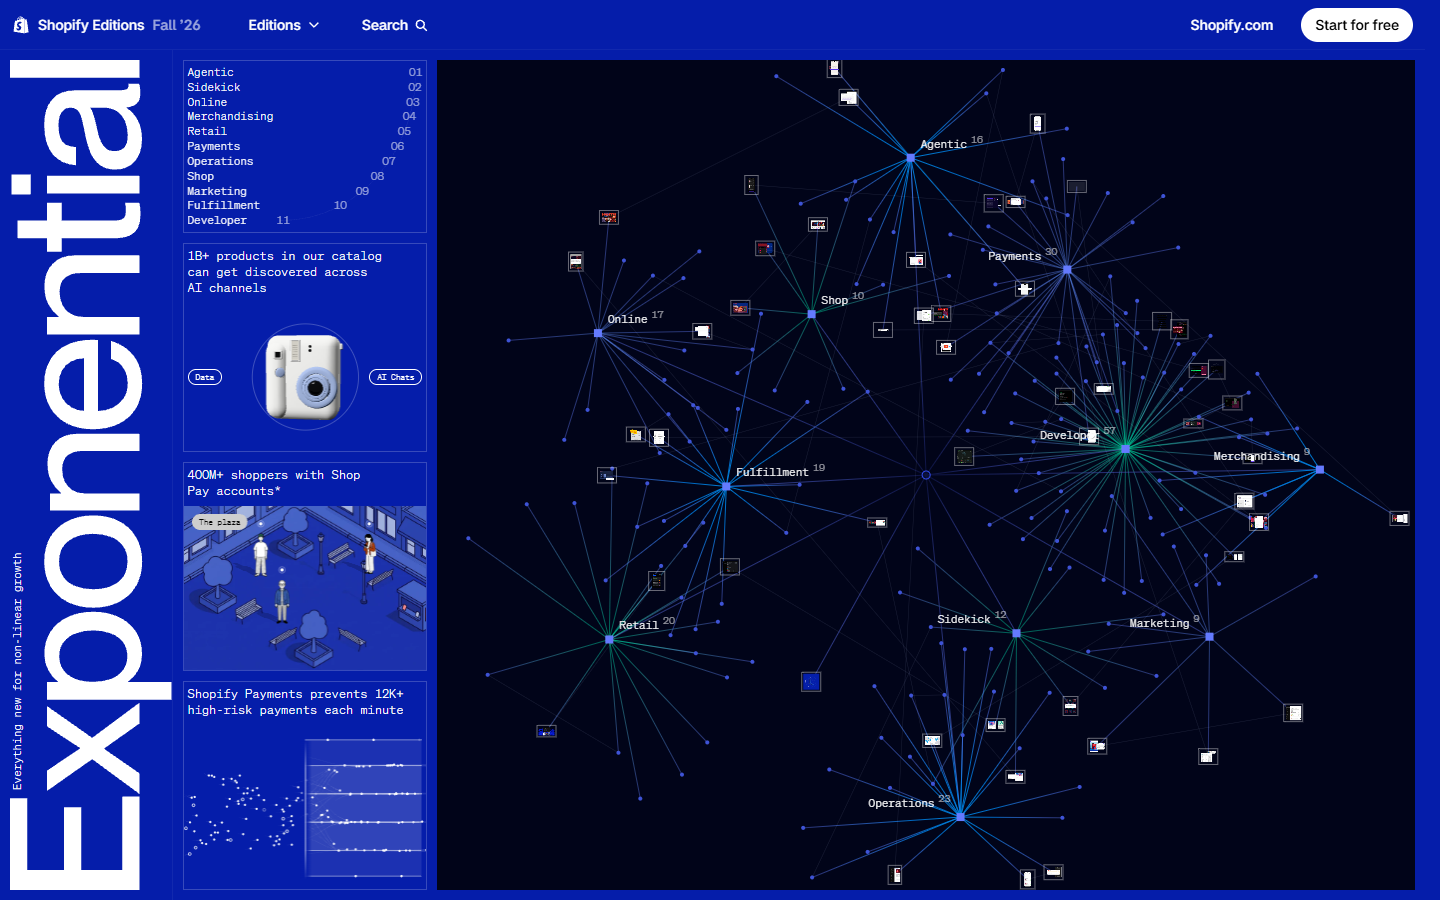 Shopify Editions Fall '26
Editions
Search
Shopify.com
Start for free
Exponential
Everything new for non-linear growth
Agentic 01
Sidekick 02
Online 03
Merchandising 04
Retail 05
Payments 06
Operations 07
Shop 08
Marketing 09
Fulfillment 10
Developer 11
1B+ products in our catalog
can get discovered across
AI channels
Data
AI Chats
400M+ shoppers with Shop
Pay accounts*
The plaza
Shopify Payments prevents 12K+
high-risk payments each minute
Agentic 16
Payments 30
Shop 10
Online 17
Developer 57
Merchandising 9
Fulfillment 19
Sidekick 12
Marketing 9
Retail 20
Operations 23